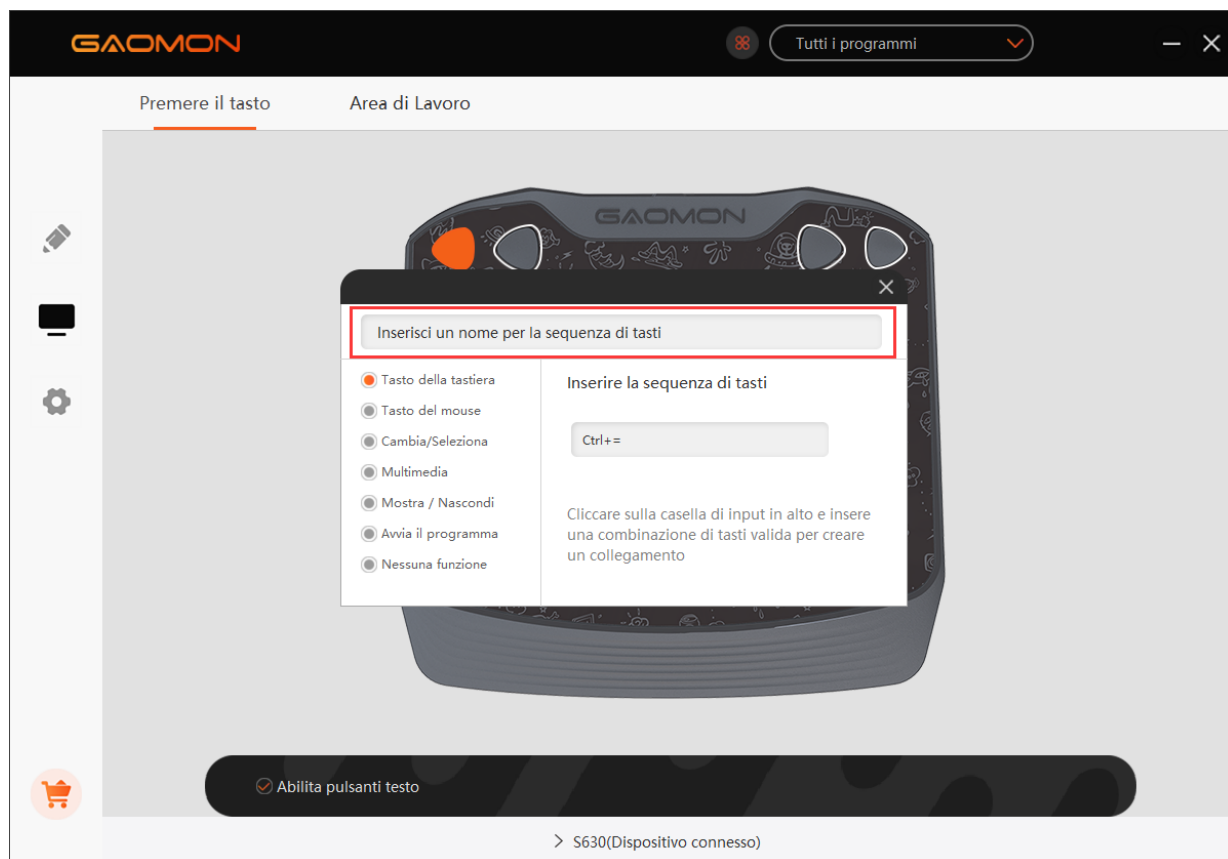 GAOMON
Tutti i programmi
Premere il tasto
Area di Lavoro
GAOMON
Inserisci un nome per la sequenza di tasti
Tasto della tastiera
Tasto del mouse
Cambia/Seleziona
Multimedia
Mostra / Nascondi
Avvia il programma
Nessuna funzione
Inserire la sequenza di tasti
Ctrl+=
Cliccare sulla casella di input in alto e insere
una combinazione di tasti valida per creare
un collegamento
Abilita pulsanti testo
S630(Dispositivo connesso)